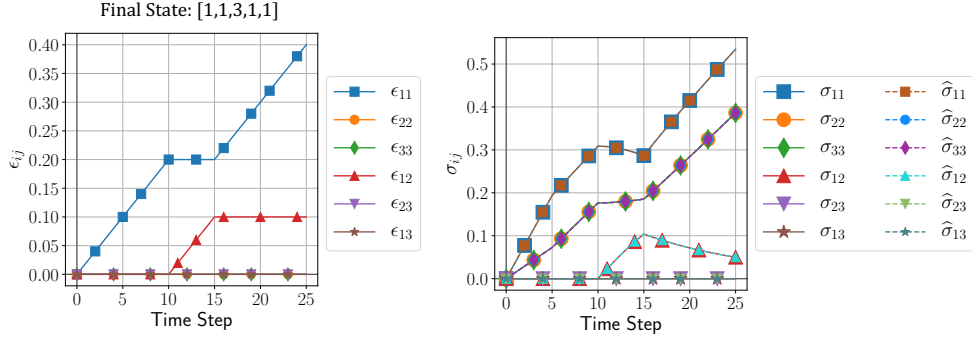 Final State: [1,1,3,1,1]
0.40
0.35
0.30
0.25
0.20
0.15
0.10
0.05
0.00
ϵij
0 5 10 15 20 25
Time Step
ϵ11
ϵ22
ϵ33
ϵ12
ϵ23
ϵ13
0.5
0.4
0.3
0.2
0.1
0.0
σij
0 5 10 15 20 25
Time Step
σ11 σ̂11
σ22 σ̂22
σ33 σ̂33
σ12 σ̂12
σ23 σ̂23
σ13 σ̂13